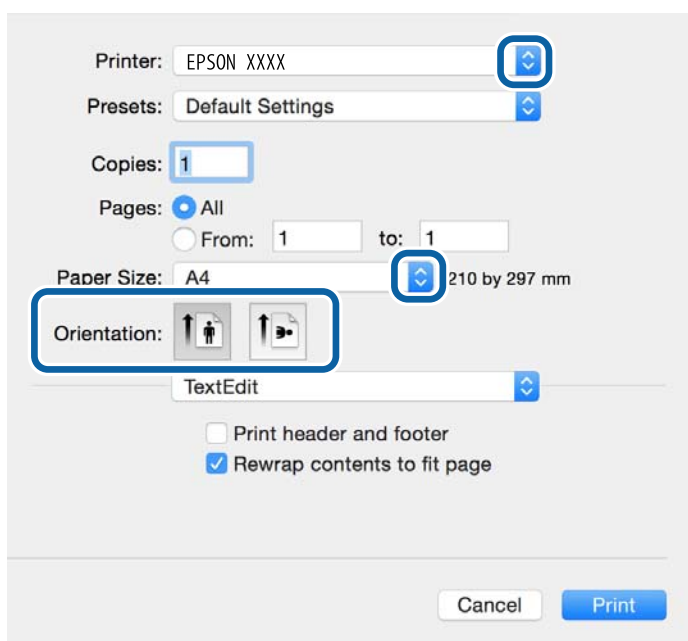 Printer: EPSON XXXX
Presets: Default Settings
Copies: 1
Pages: All
From: 1 to: 1
Paper Size: A4 210 by 297 mm
Orientation:
TextEdit
Print header and footer
Rewrap contents to fit page
Cancel Print